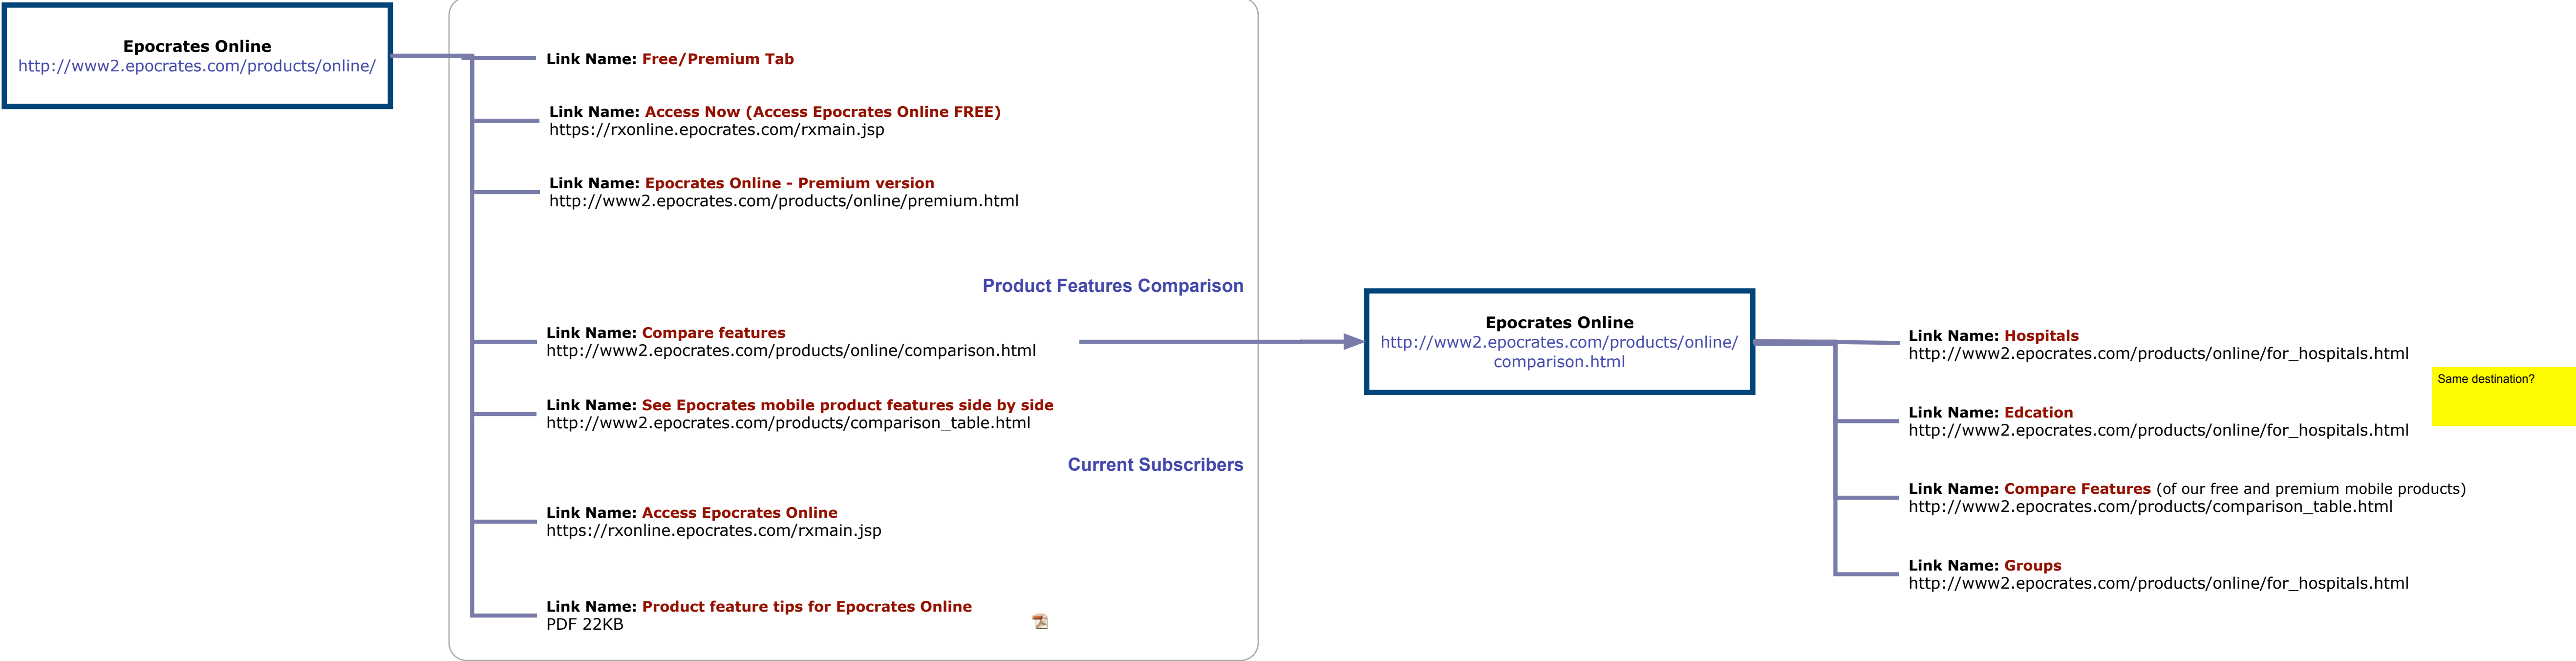 Epocrates Online
http://www2.epocrates.com/products/online/
Link Name: Free/Premium Tab
Link Name: Access Now (Access Epocrates Online FREE)
https://rxonline.epocrates.com/rxmain.jsp
Link Name: Epocrates Online - Premium version
http://www2.epocrates.com/products/online/premium.html
Product Features Comparison
Link Name: Compare features
http://www2.epocrates.com/products/online/comparison.html
Link Name: See Epocrates mobile product features side by side
http://www2.epocrates.com/products/comparison_table.html
Current Subscribers
Link Name: Access Epocrates Online
https://rxonline.epocrates.com/rxmain.jsp
Link Name: Product feature tips for Epocrates Online
PDF 22KB
Epocrates Online
http://www2.epocrates.com/products/online/
comparison.html
Link Name: Hospitals
http://www2.epocrates.com/products/online/for_hospitals.html
Same destination?
Link Name: Edcation
http://www2.epocrates.com/products/online/for_hospitals.html
Link Name: Compare Features (of our free and premium mobile products)
http://www2.epocrates.com/products/comparison_table.html
Link Name: Groups
http://www2.epocrates.com/products/online/for_hospitals.html